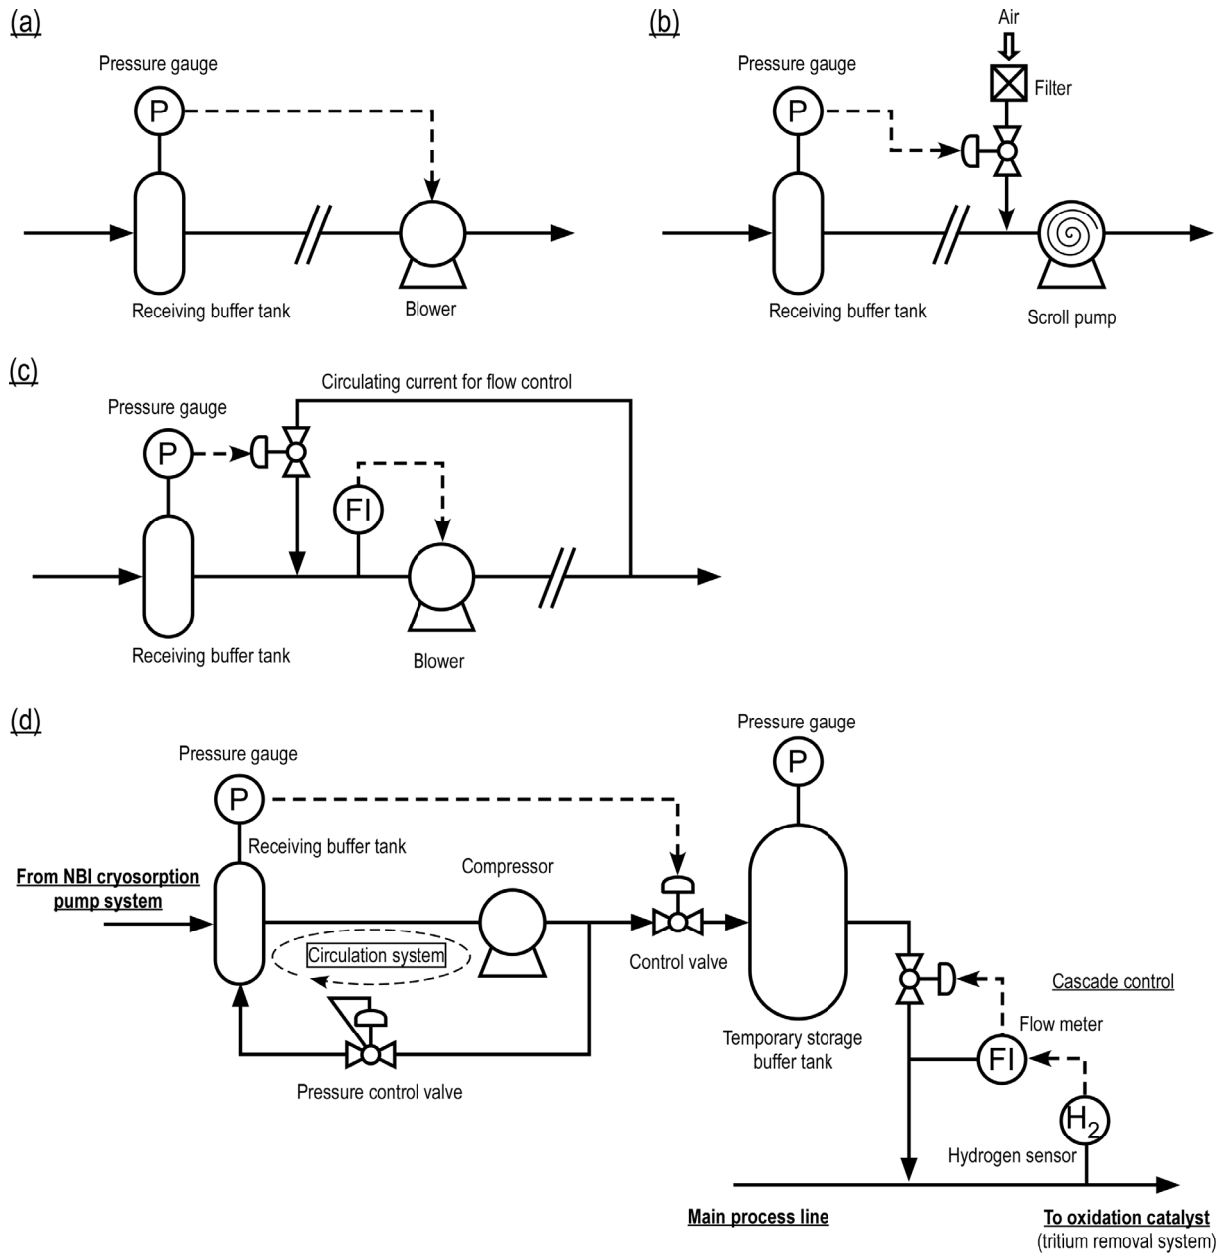 (a)
Pressure gauge
P
Receiving buffer tank
Blower
(b)
Air
Pressure gauge
Filter
P
Receiving buffer tank
Scroll pump
(c)
Circulating current for flow control
Pressure gauge
P
FI
Receiving buffer tank
Blower
(d)
Pressure gauge
P
Pressure gauge
P
Receiving buffer tank
Compressor
From NBI cryosorption
pump system
Circulation system
Control valve
Pressure control valve
Temporary storage
buffer tank
Cascade control
Flow meter
FI
H2
Hydrogen sensor
Main process line
To oxidation catalyst
(tritium removal system)